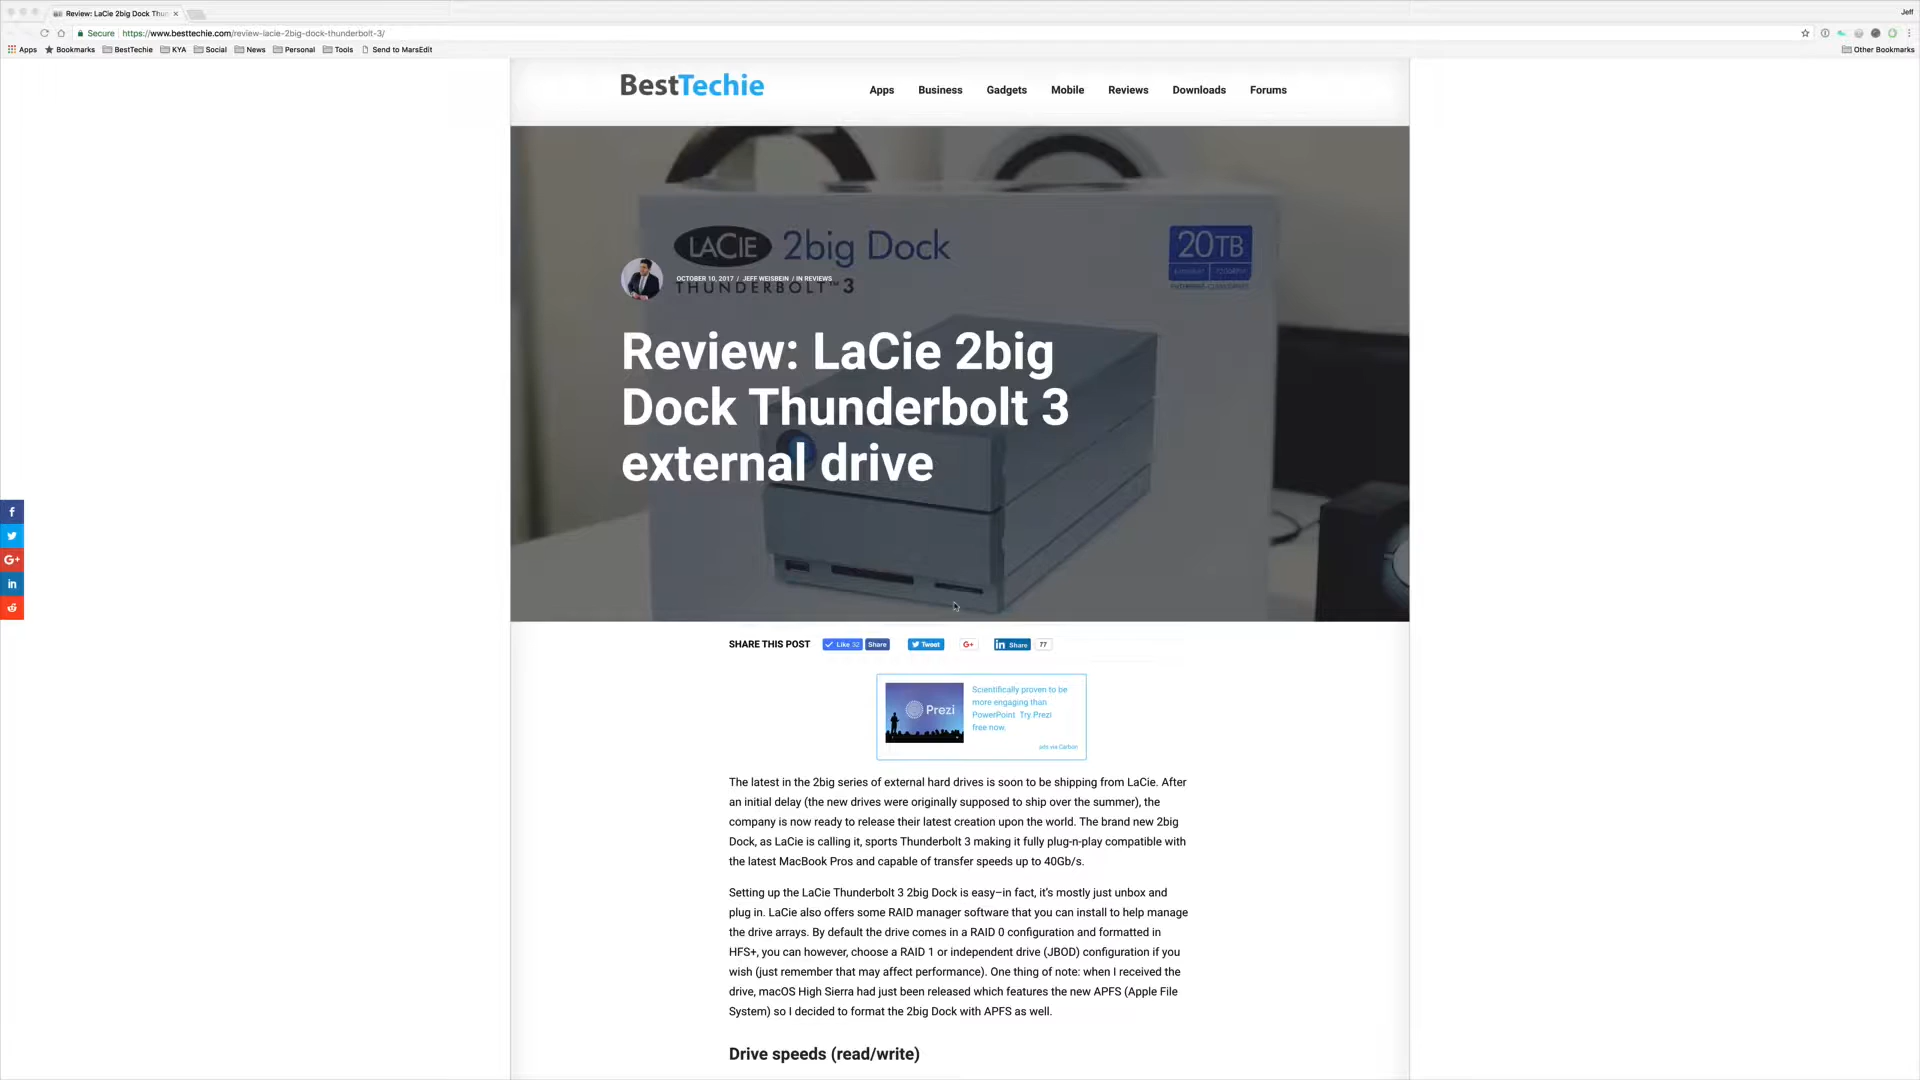 Review: LaCie 2big Dock Thun
Jeff
Secure
https://www.besttechie.com/review-lacie-2big-dock-thunderbolt-3/
Apps Bookmarks BestTechie KYA Social News Personal Tools Send to MarsEdit Other Bookmarks
BestTechie
Apps Business Gadgets Mobile Reviews Downloads Forums
LACIE 2big Dock
20TB
THUNDERBOLT™ 3
OCTOBER 10, 2017 / JEFF WEISBEIN / IN REVIEWS
Review: LaCie 2big
Dock Thunderbolt 3
external drive
SHARE THIS POST
Like 52 Share
Tweet
G+
in Share 77
Prezi
Scientifically proven to be
more engaging than
PowerPoint Try Prezi
free now.
ads via Carbon
The latest in the 2big series of external hard drives is soon to be shipping from LaCie. After
an initial delay (the new drives were originally supposed to ship over the summer), the
company is now ready to release their latest creation upon the world. The brand new 2big
Dock, as LaCie is calling it, sports Thunderbolt 3 making it fully plug-n-play compatible with
the latest MacBook Pros and capable of transfer speeds up to 40Gb/s.
Setting up the LaCie Thunderbolt 3 2big Dock is easy–in fact, it's mostly just unbox and
plug in. LaCie also offers some RAID manager software that you can install to help manage
the drive arrays. By default the drive comes in a RAID 0 configuration and formatted in
HFS+, you can however, choose a RAID 1 or independent drive (JBOD) configuration if you
wish (just remember that may affect performance). One thing of note: when I received the
drive, macOS High Sierra had just been released which features the new APFS (Apple File
System) so I decided to format the 2big Dock with APFS as well.
Drive speeds (read/write)